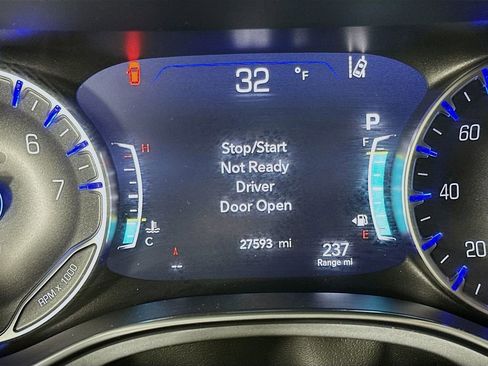 32 °F
P
H
F
Stop/Start
Not Ready
Driver
Door Open
6
7
60
40
20
C
E
A
--
27593 mi
237
Range mi
RPM x 1000